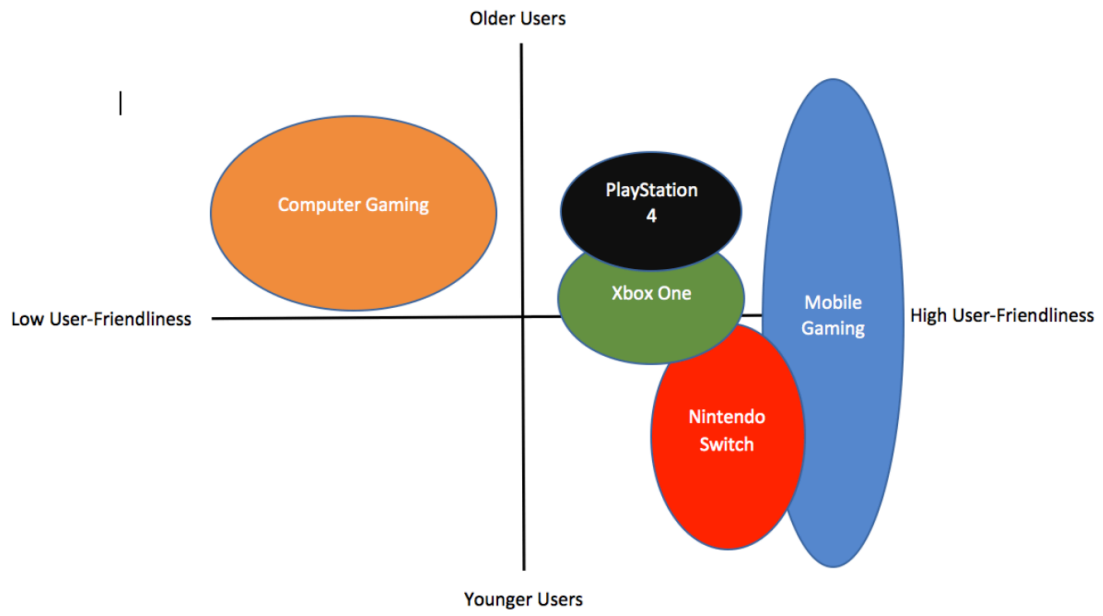 Older Users
Computer Gaming
PlayStation
4
Xbox One
Mobile
Gaming
Low User-Friendliness
High User-Friendliness
Nintendo
Switch
Younger Users